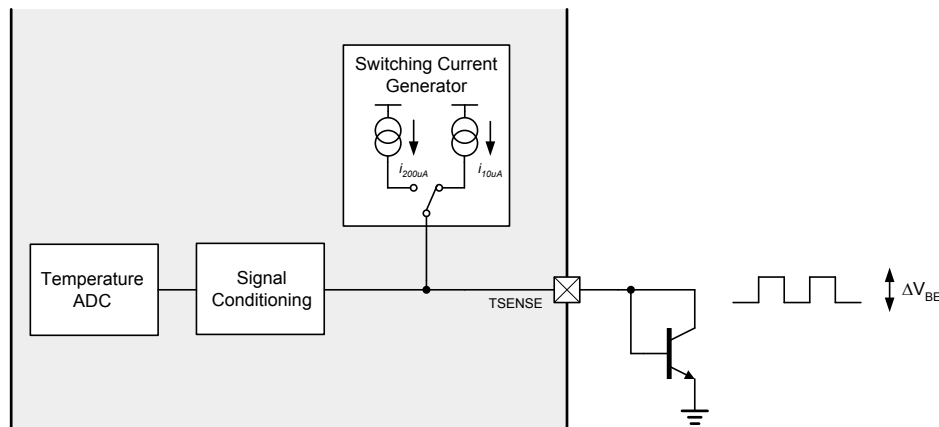 Switching Current
Generator
i200uA
i10uA
Temperature
ADC
Signal
Conditioning
TSENSE
ΔVBE